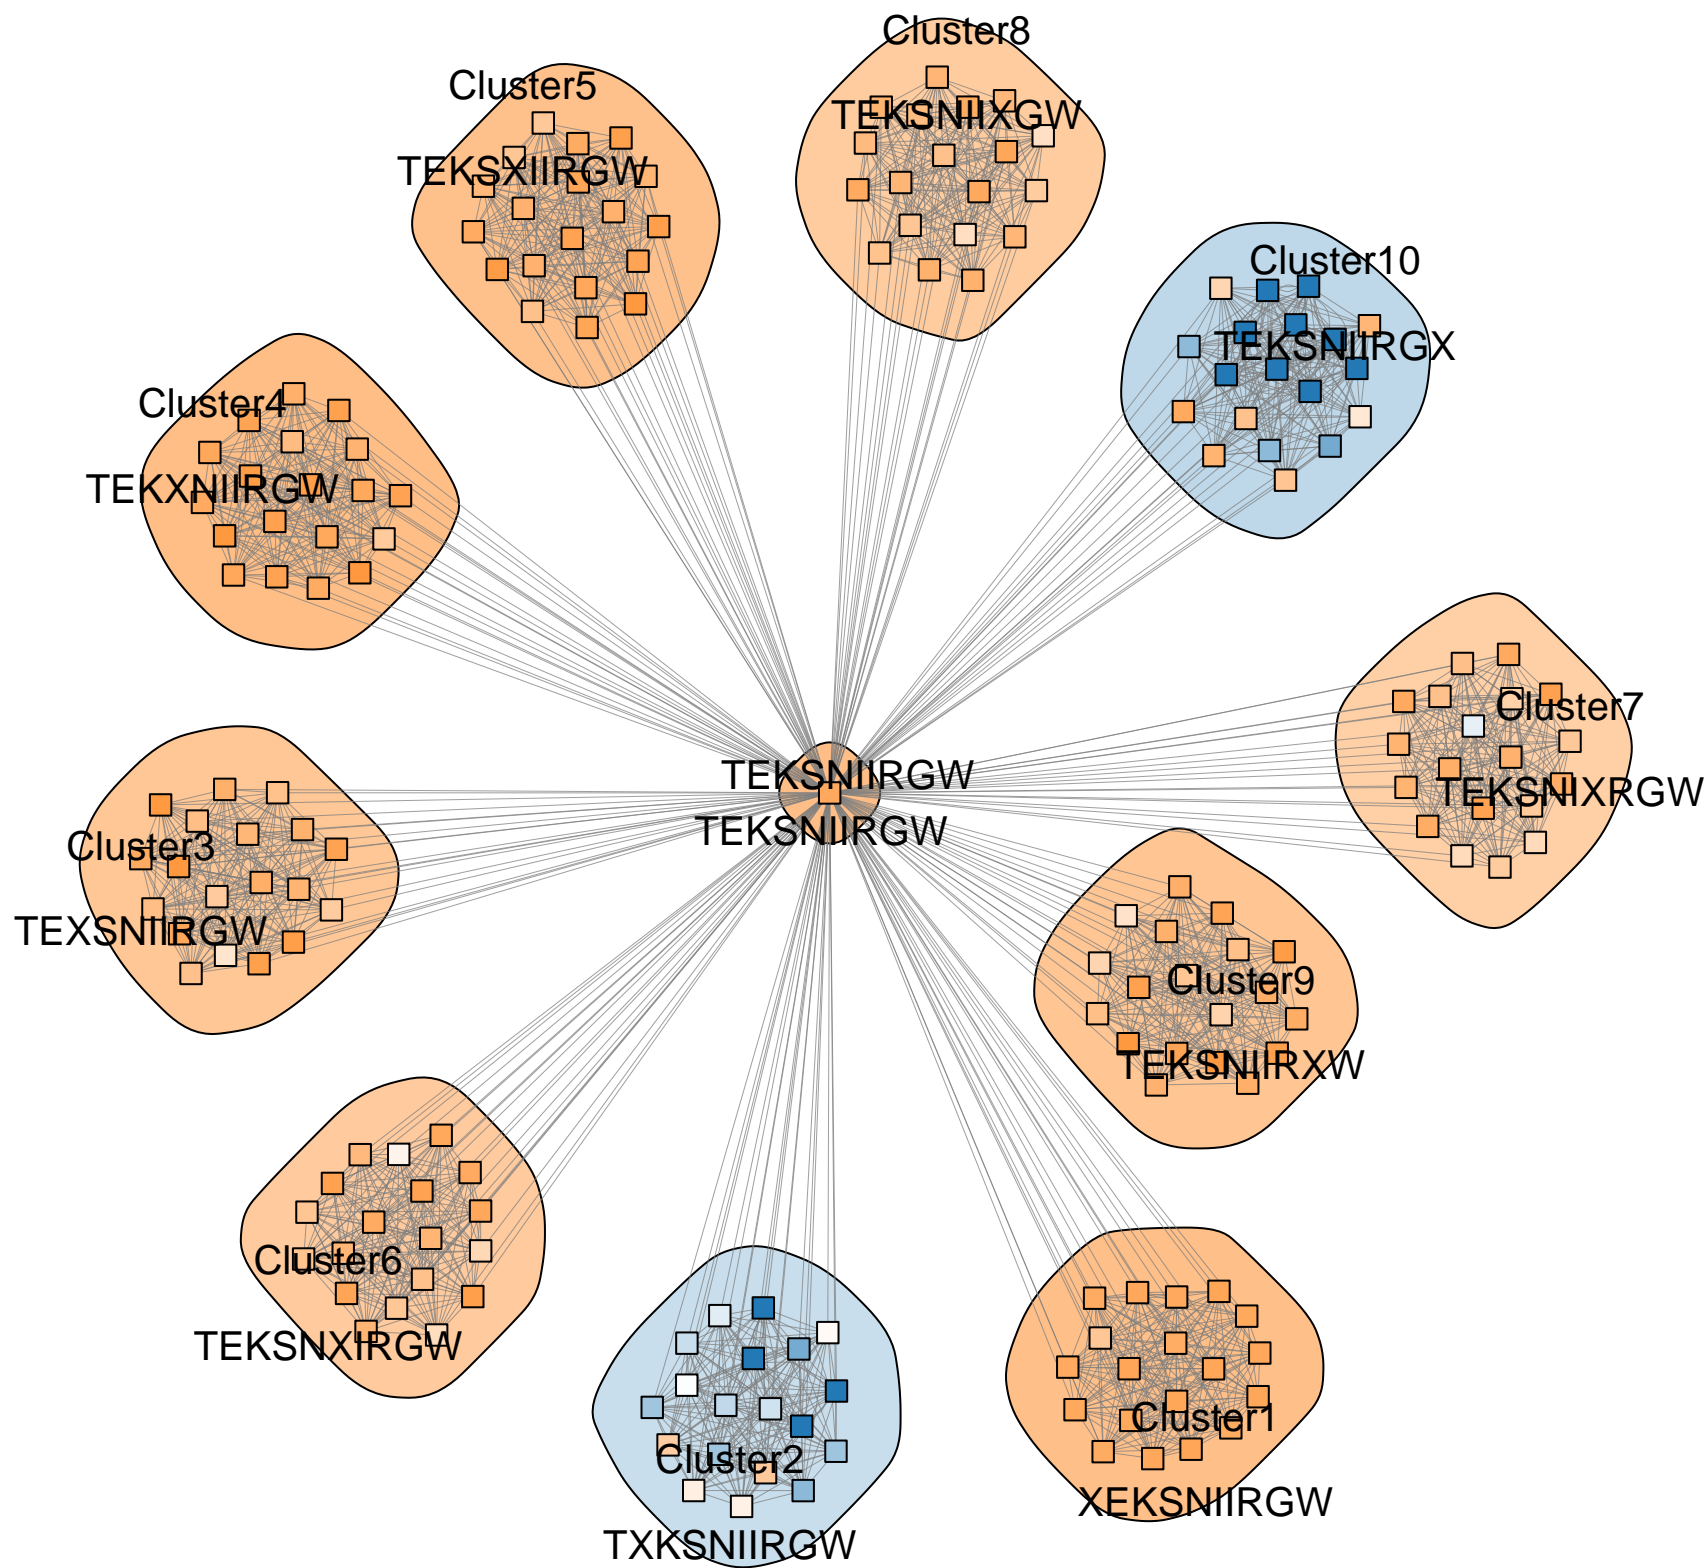 Cluster8
TEKSNIIXGW
Cluster5
TEKSXIIRGW
Cluster10
TEKSNIIRGX
Cluster4
TEKXNIIRGW
Cluster7
TEKSNIXRGW
TEKSNIIRGW
TEKSNIIRGW
Cluster3
TEXSNIIRGW
Cluster9
TEKSNIIRXW
Cluster6
TEKSNXIRGW
Cluster2
TXKSNIIRGW
Cluster1
XEKSNIIRGW